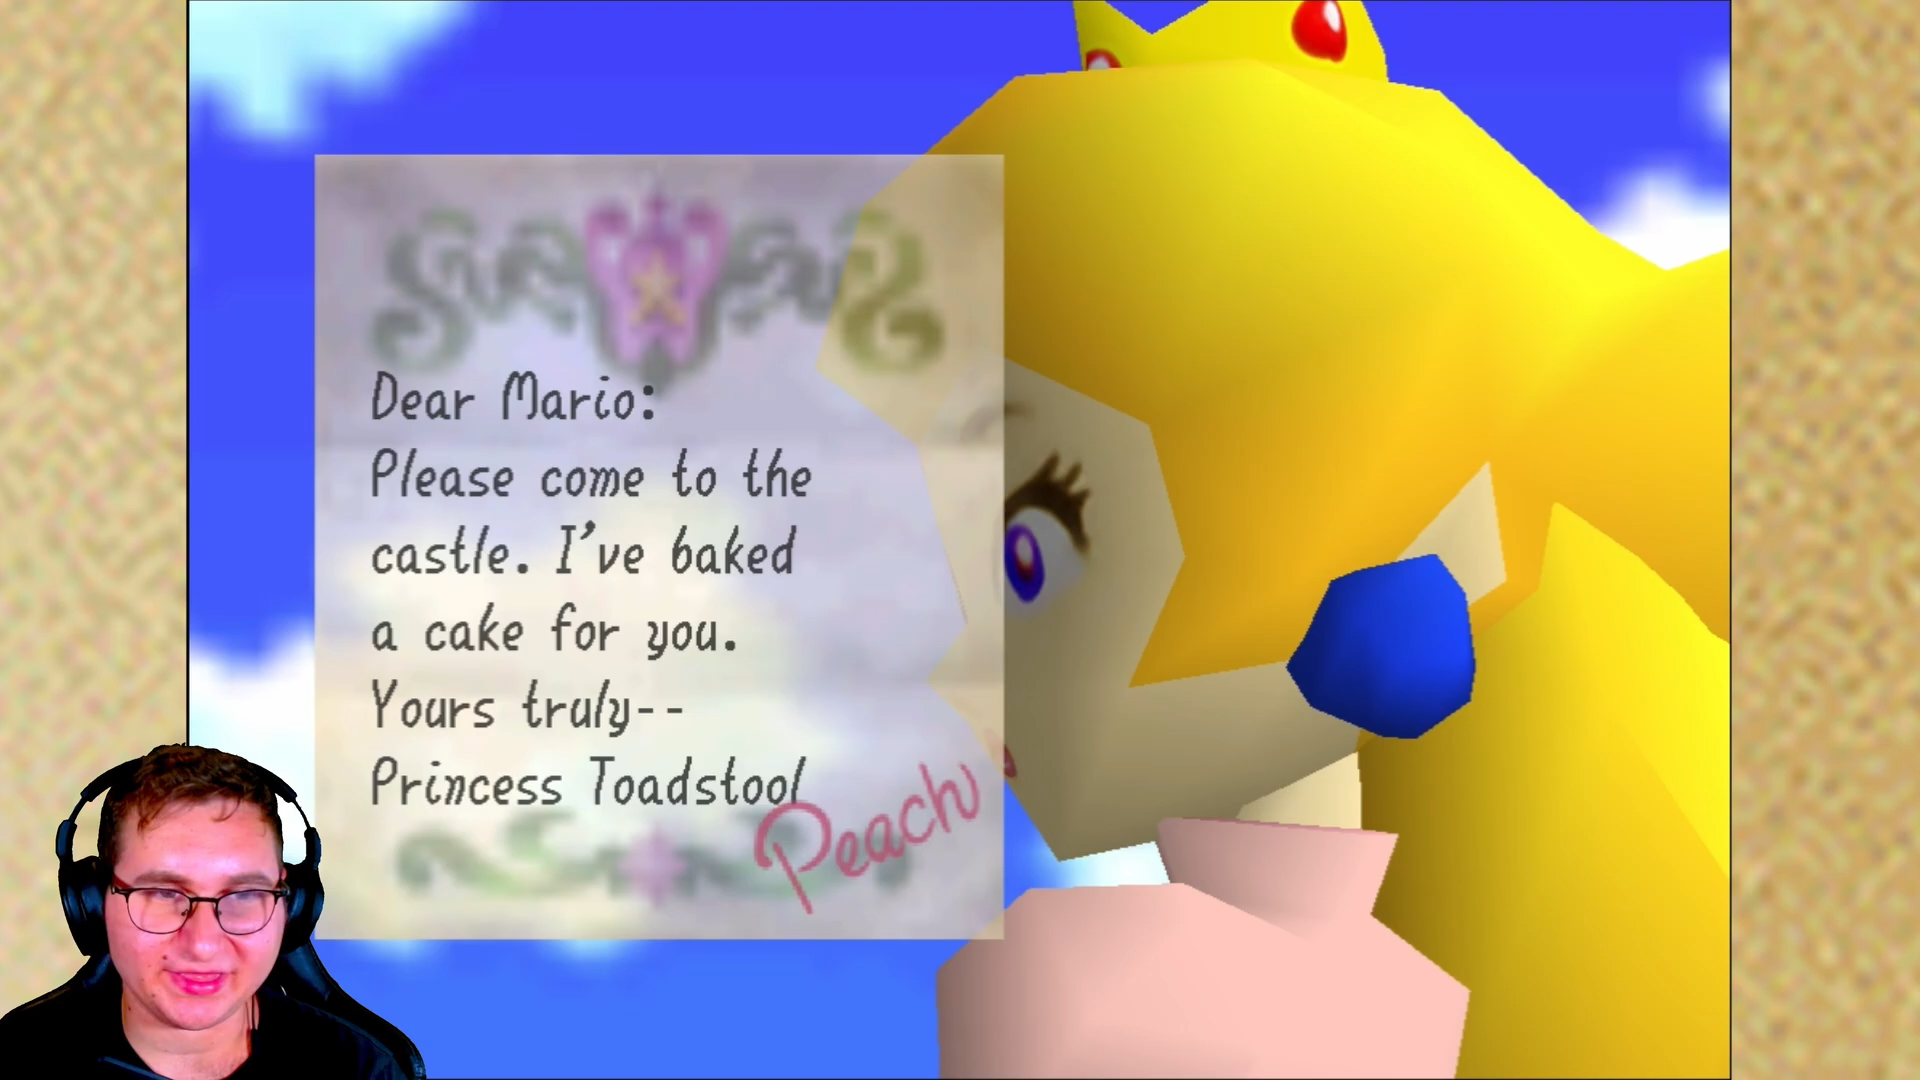 Dear Mario:
Please come to the
castle. I've baked
a cake for you.
Yours truly--
Princess Toadstool
Peach